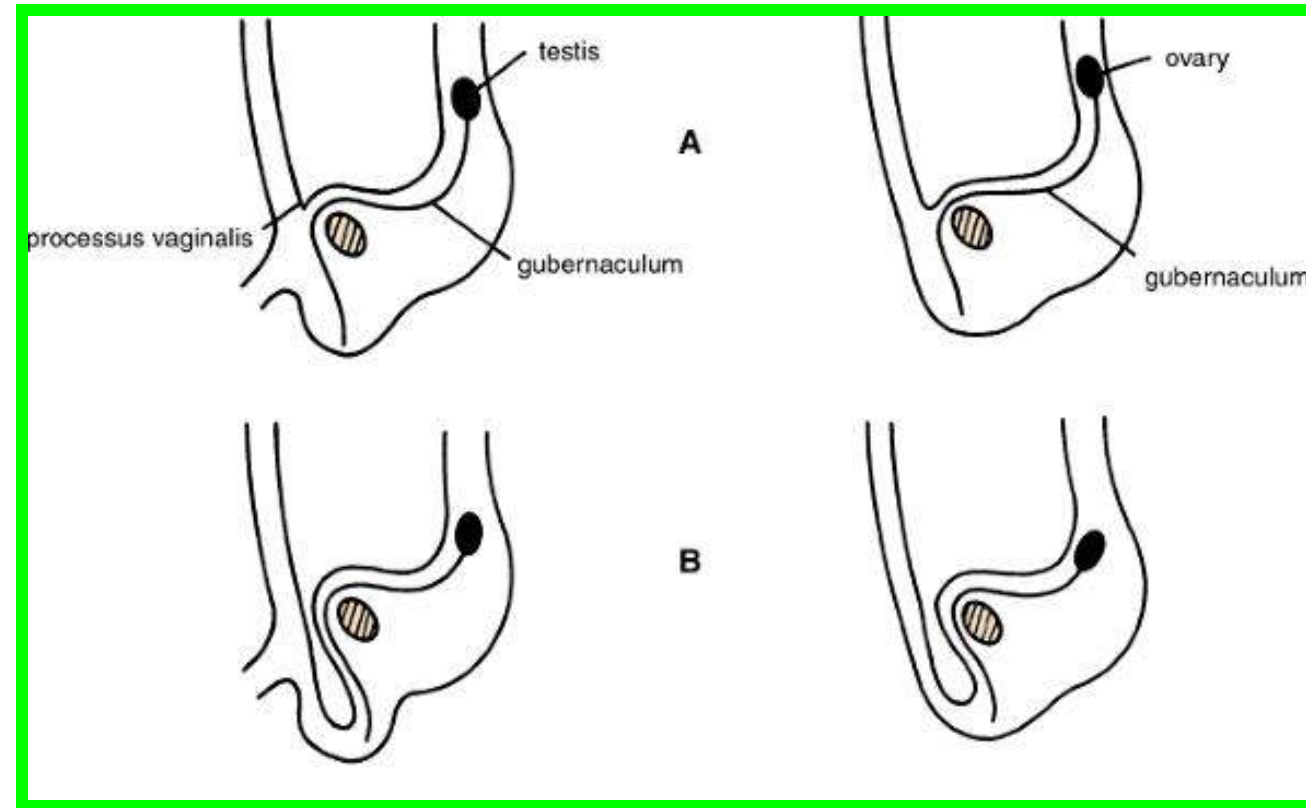 testis
ovary
A
processus vaginalis
gubernaculum
gubernaculum
B